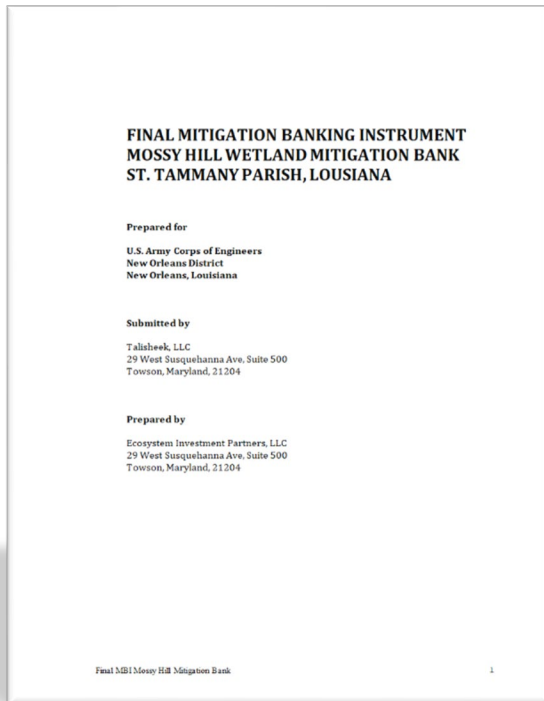 FINAL MITIGATION BANKING INSTRUMENT
MOSSY HILL WETLAND MITIGATION BANK
ST. TAMMANY PARISH, LOUSIANA
Prepared for
U.S. Army Corps of Engineers
New Orleans District
New Orleans, Louisiana
Submitted by
Talisheek, LLC
29 West Susquehanna Ave, Suite 500
Towson, Maryland, 21204
Prepared by
Ecosystem Investment Partners, LLC
29 West Susquehanna Ave, Suite 500
Towson, Maryland, 21204
Final MBI Mossy Hill Mitigation Bank 1